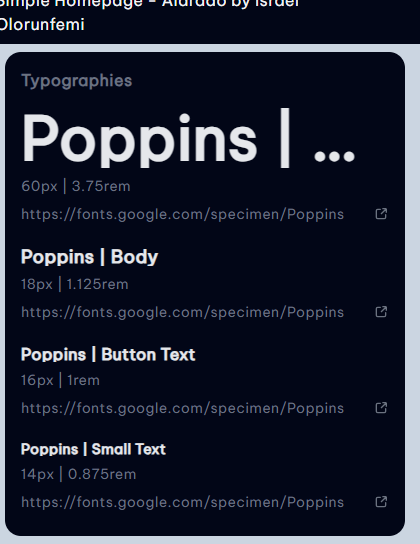 Simple Homepage - Alarado by Israel
Olorunfemi
Typographies
Poppins | ...
60px | 3.75rem
https://fonts.google.com/specimen/Poppins
Poppins | Body
18px | 1.125rem
https://fonts.google.com/specimen/Poppins
Poppins | Button Text
16px | 1rem
https://fonts.google.com/specimen/Poppins
Poppins | Small Text
14px | 0.875rem
https://fonts.google.com/specimen/Poppins